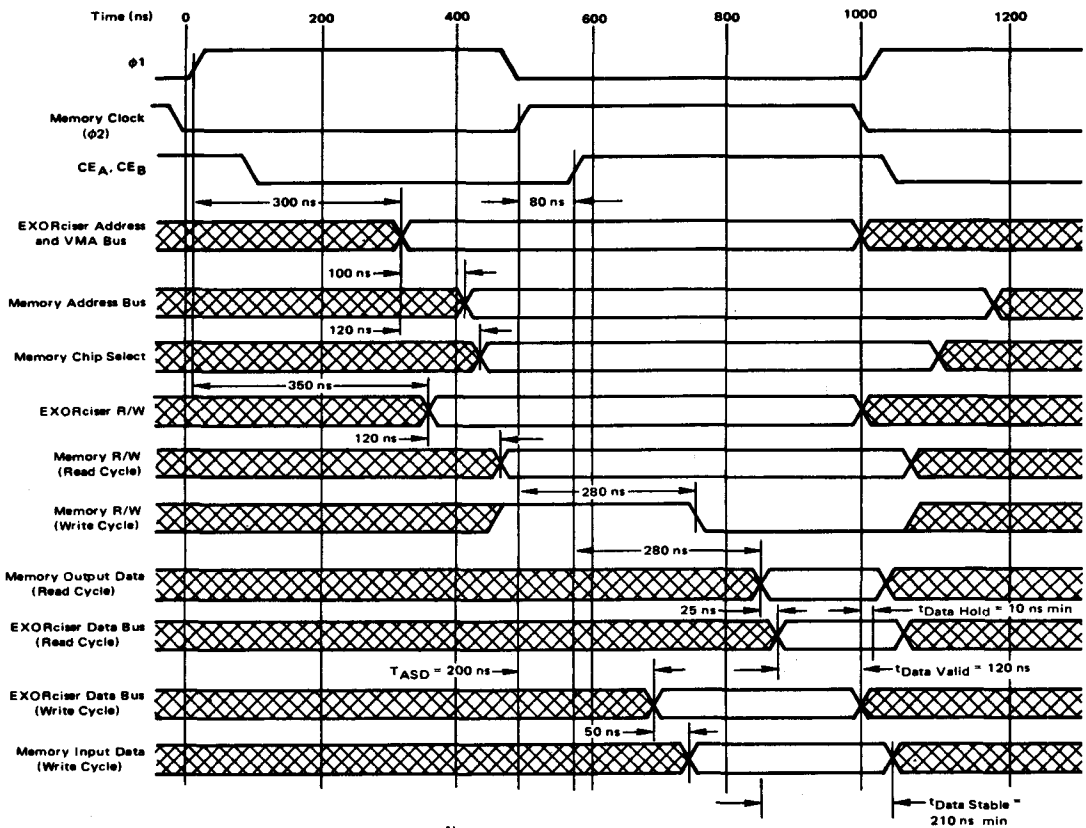 Time (ns) 0 200 400 600 800 1000 1200
ϕ1
Memory Clock
(ϕ2)
CEA, CEB
300 ns
80 ns
EXORciser Address
and VMA Bus
100 ns
Memory Address Bus
120 ns
Memory Chip Select
350 ns
EXORciser R/W
120 ns
Memory R/W
(Read Cycle)
280 ns
Memory R/W
(Write Cycle)
280 ns
Memory Output Data
(Read Cycle)
25 ns
tData Hold = 10 ns min
EXORciser Data Bus
(Read Cycle)
TASD = 200 ns
tData Valid = 120 ns
EXORciser Data Bus
(Write Cycle)
50 ns
Memory Input Data
(Write Cycle)
tData Stable =
210 ns min